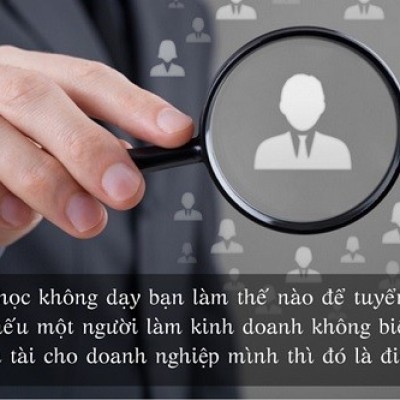 học không dạy bạn làm thế nào để tuyển
một người làm kinh doanh không
tài cho doanh nghiệp mình thì đó là